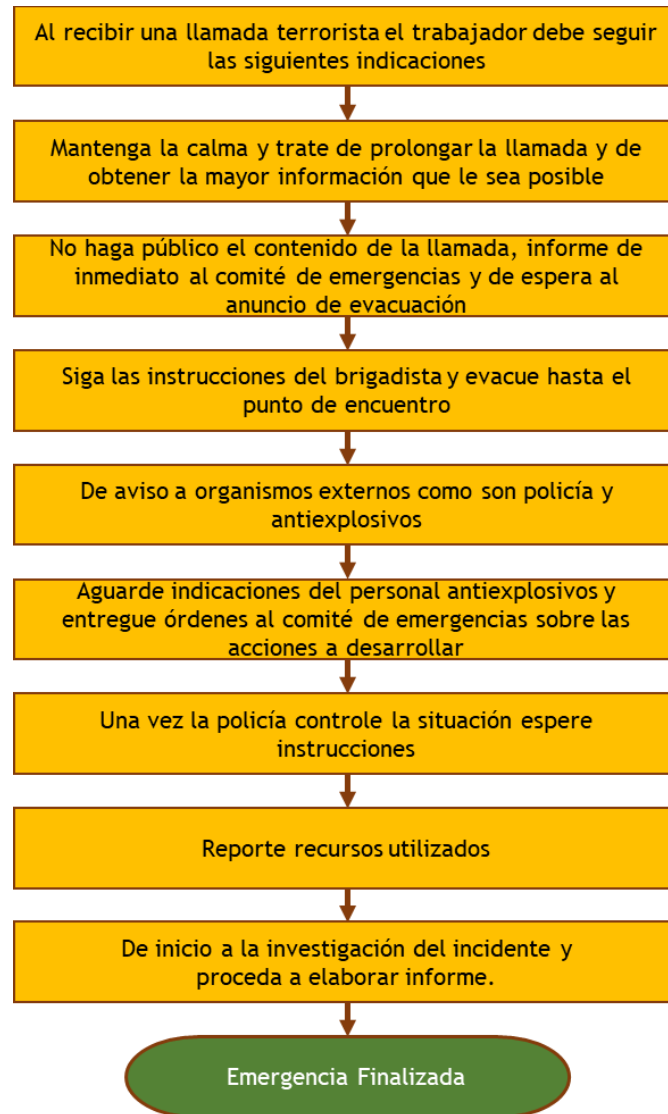 Al recibir una llamada terrorista el trabajador debe seguir
las siguientes indicaciones
Mantenga la calma y trate de prolongar la llamada y de
obtener la mayor información que le sea posible
No haga público el contenido de la llamada, informe de
inmediato al comité de emergencias y de espera al
anuncio de evacuación
Siga las instrucciones del brigadista y evacue hasta el
punto de encuentro
De aviso a organismos externos como son policía y
antiexplosivos
Aguarde indicaciones del personal antiexplosivos y
entregue órdenes al comité de emergencias sobre las
acciones a desarrollar
Una vez la policía controle la situación espere
instrucciones
Reporte recursos utilizados
De inicio a la investigación del incidente y
proceda a elaborar informe.
Emergencia Finalizada